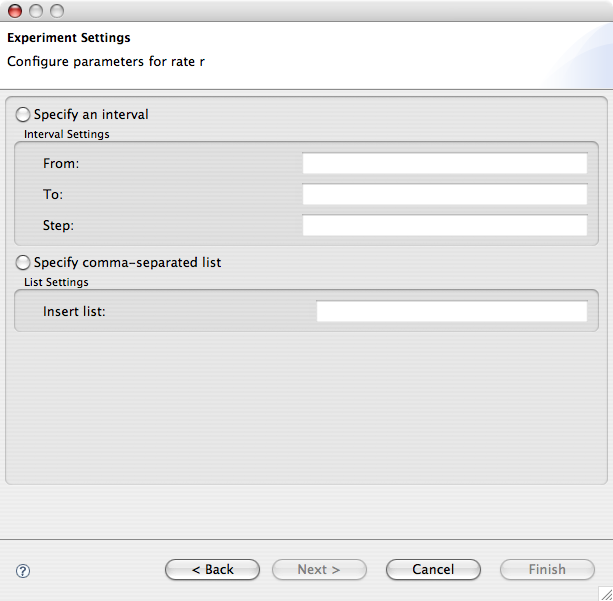 Experiment Settings
Configure parameters for rate r
Specify an interval
Interval Settings
From:
To:
Step:
Specify comma-separated list
List Settings
Insert list:
?
< Back
Next >
Cancel
Finish